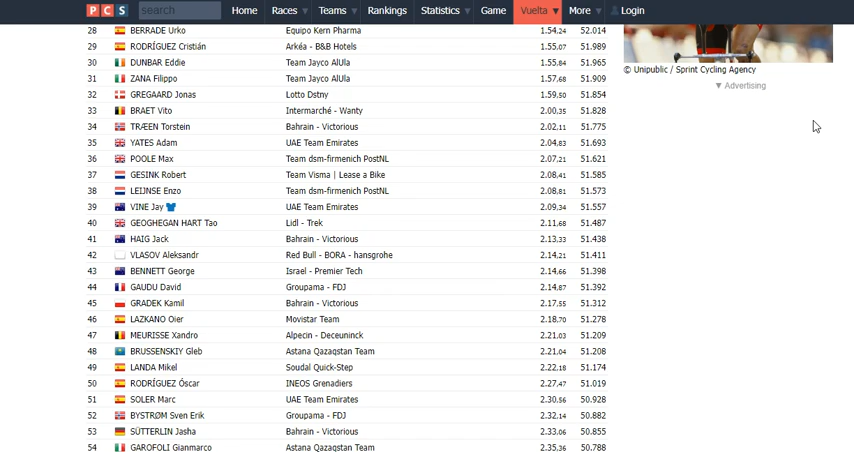 PCS search Home Races ▼ Teams ▼ Rankings Statistics ▼ Game Vuelta ▼ More ▼ Login
28 BERRADE Urko Equipo Kern Pharma 1.54,24 52.014
29 RODRÍGUEZ Cristián Arkéa - B&B Hotels 1.55,07 51.989
30 DUNBAR Eddie Team Jayco AlUla 1.55,84 51.965
31 ZANA Filippo Team Jayco AlUla 1.57,68 51.909
32 GREGAARD Jonas Lotto Dstny 1.59,50 51.854
33 BRAET Vito Intermarché - Wanty 2.00,35 51.828
34 TRÆEN Torstein Bahrain - Victorious 2.02,11 51.775
35 YATES Adam UAE Team Emirates 2.04,83 51.693
36 POOLE Max Team dsm-firmenich PostNL 2.07,21 51.621
37 GESINK Robert Team Visma | Lease a Bike 2.08,41 51.585
38 LEIJNSE Enzo Team dsm-firmenich PostNL 2.08,81 51.573
39 VINE Jay UAE Team Emirates 2.09,34 51.557
40 GEOGHEGAN HART Tao Lidl - Trek 2.11,68 51.487
41 HAIG Jack Bahrain - Victorious 2.13,33 51.438
42 VLASOV Aleksandr Red Bull - BORA - hansgrohe 2.14,21 51.411
43 BENNETT George Israel - Premier Tech 2.14,66 51.398
44 GAUDU David Groupama - FDJ 2.14,87 51.392
45 GRADEK Kamil Bahrain - Victorious 2.17,55 51.312
46 LAZKANO Oier Movistar Team 2.18,70 51.278
47 MEURISSE Xandro Alpecin - Deceuninck 2.21,03 51.209
48 BRUSSENSKIY Gleb Astana Qazaqstan Team 2.21,04 51.208
49 LANDA Mikel Soudal Quick-Step 2.22,18 51.174
50 RODRÍGUEZ Óscar INEOS Grenadiers 2.27,47 51.019
51 SOLER Marc UAE Team Emirates 2.30,56 50.928
52 BYSTRØM Sven Erik Groupama - FDJ 2.32,14 50.882
53 SÜTTERLIN Jasha Bahrain - Victorious 2.33,06 50.855
54 GAROFOLI Gianmarco Astana Qazaqstan Team 2.35,36 50.788
© Unipublic / Sprint Cycling Agency
▼ Advertising